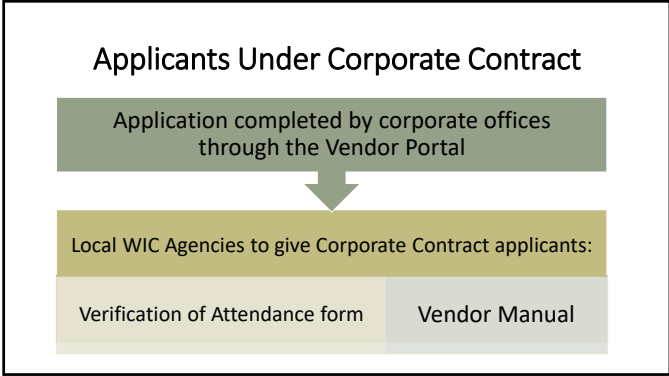 Applicants Under Corporate Contract
Application completed by corporate offices
through the Vendor Portal
Local WIC Agencies to give Corporate Contract applicants:
Verification of Attendance form
Vendor Manual